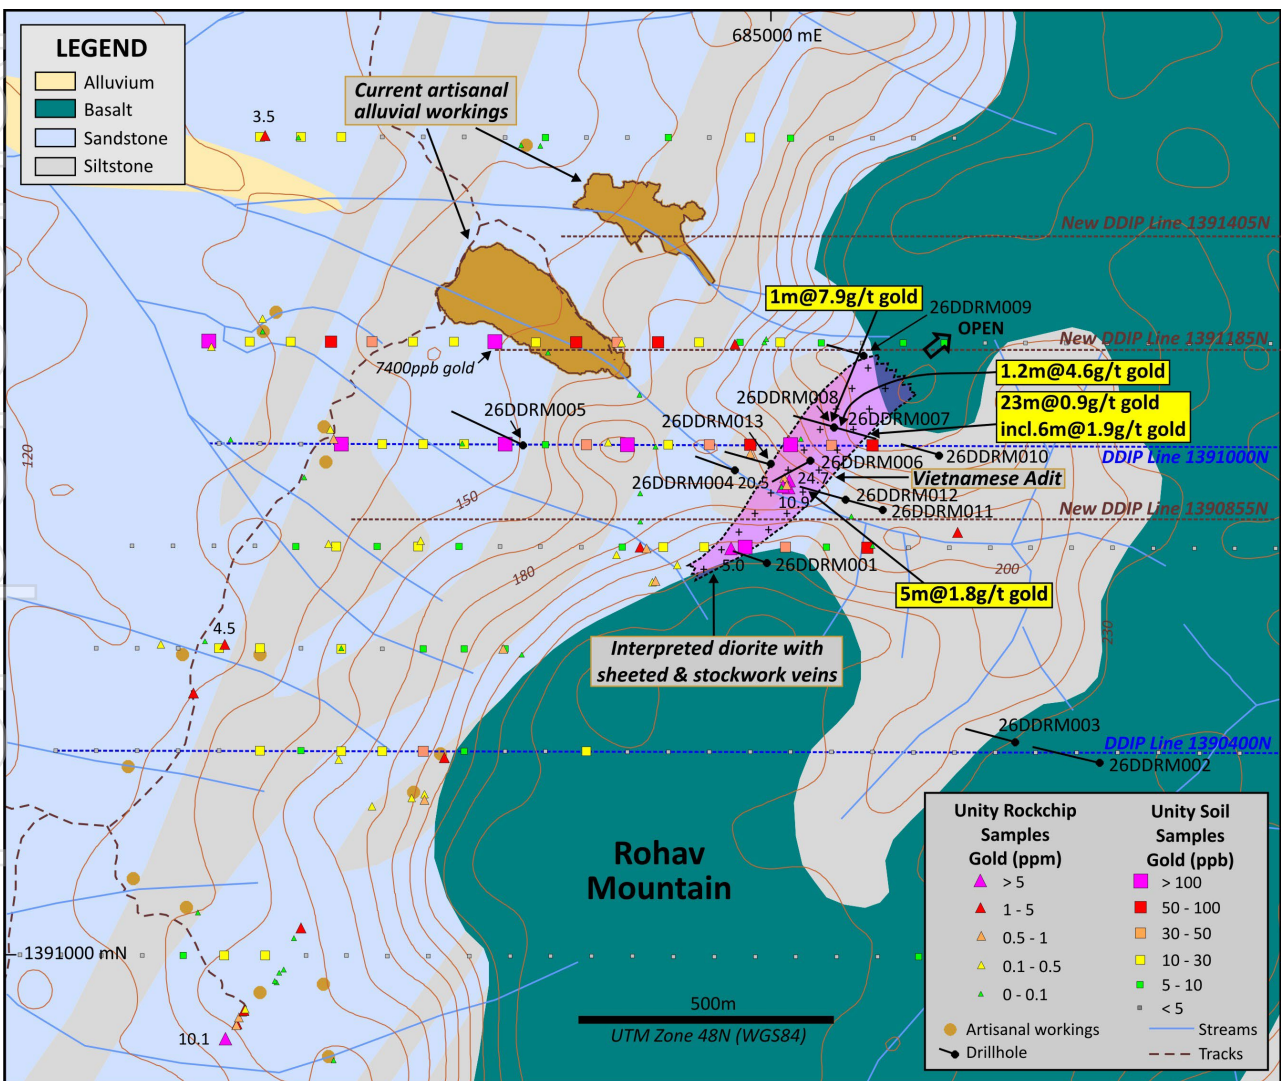 685000 mE
LEGEND
Alluvium
Basalt
Sandstone
Siltstone
Current artisanal
alluvial workings
3.5
New DDIP Line 1391405N
1m@7.9g/t gold
26DDRM009
OPEN
New DDIP Line 1391185N
7400ppb gold
1.2m@4.6g/t gold
26DDRM008
23m@0.9g/t gold
incl.6m@1.9g/t gold
26DDRM005
26DDRM013
26DDRM007
120
26DDRM010
DDIP Line 1391000N
26DDRM006
26DDRM004
20.5
24.7
Vietnamese Adit
150
10.9
26DDRM012
26DDRM011
New DDIP Line 1390855N
180
5.0
26DDRM001
200
5m@1.8g/t gold
4.5
230
Interpreted diorite with
sheeted & stockwork veins
26DDRM003
DDIP Line 1390400N
26DDRM002
Rohav
Mountain
1391000 mN
10.1
500m
UTM Zone 48N (WGS84)
Unity Rockchip
Samples
Gold (ppm)
> 5
1 - 5
0.5 - 1
0.1 - 0.5
0 - 0.1
Unity Soil
Samples
Gold (ppb)
> 100
50 - 100
30 - 50
10 - 30
5 - 10
< 5
Artisanal workings
Drillhole
Streams
Tracks